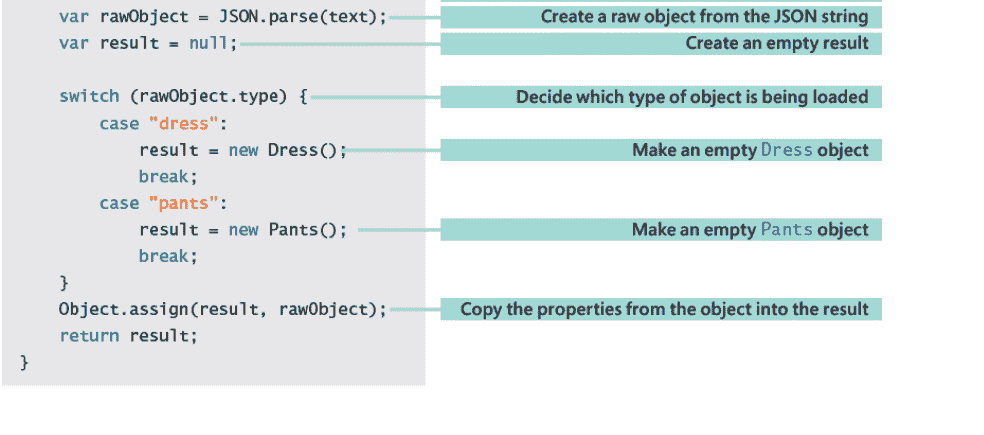 var rawObject = JSON.parse(text); Create a raw object from the JSON string
var result = null; Create an empty result
switch (rawObject.type) { Decide which type of object is being loaded
case "dress":
result = new Dress(); Make an empty Dress object
break;
case "pants":
result = new Pants(); Make an empty Pants object
break;
}
Object.assign(result, rawObject); Copy the properties from the object into the result
return result;
}